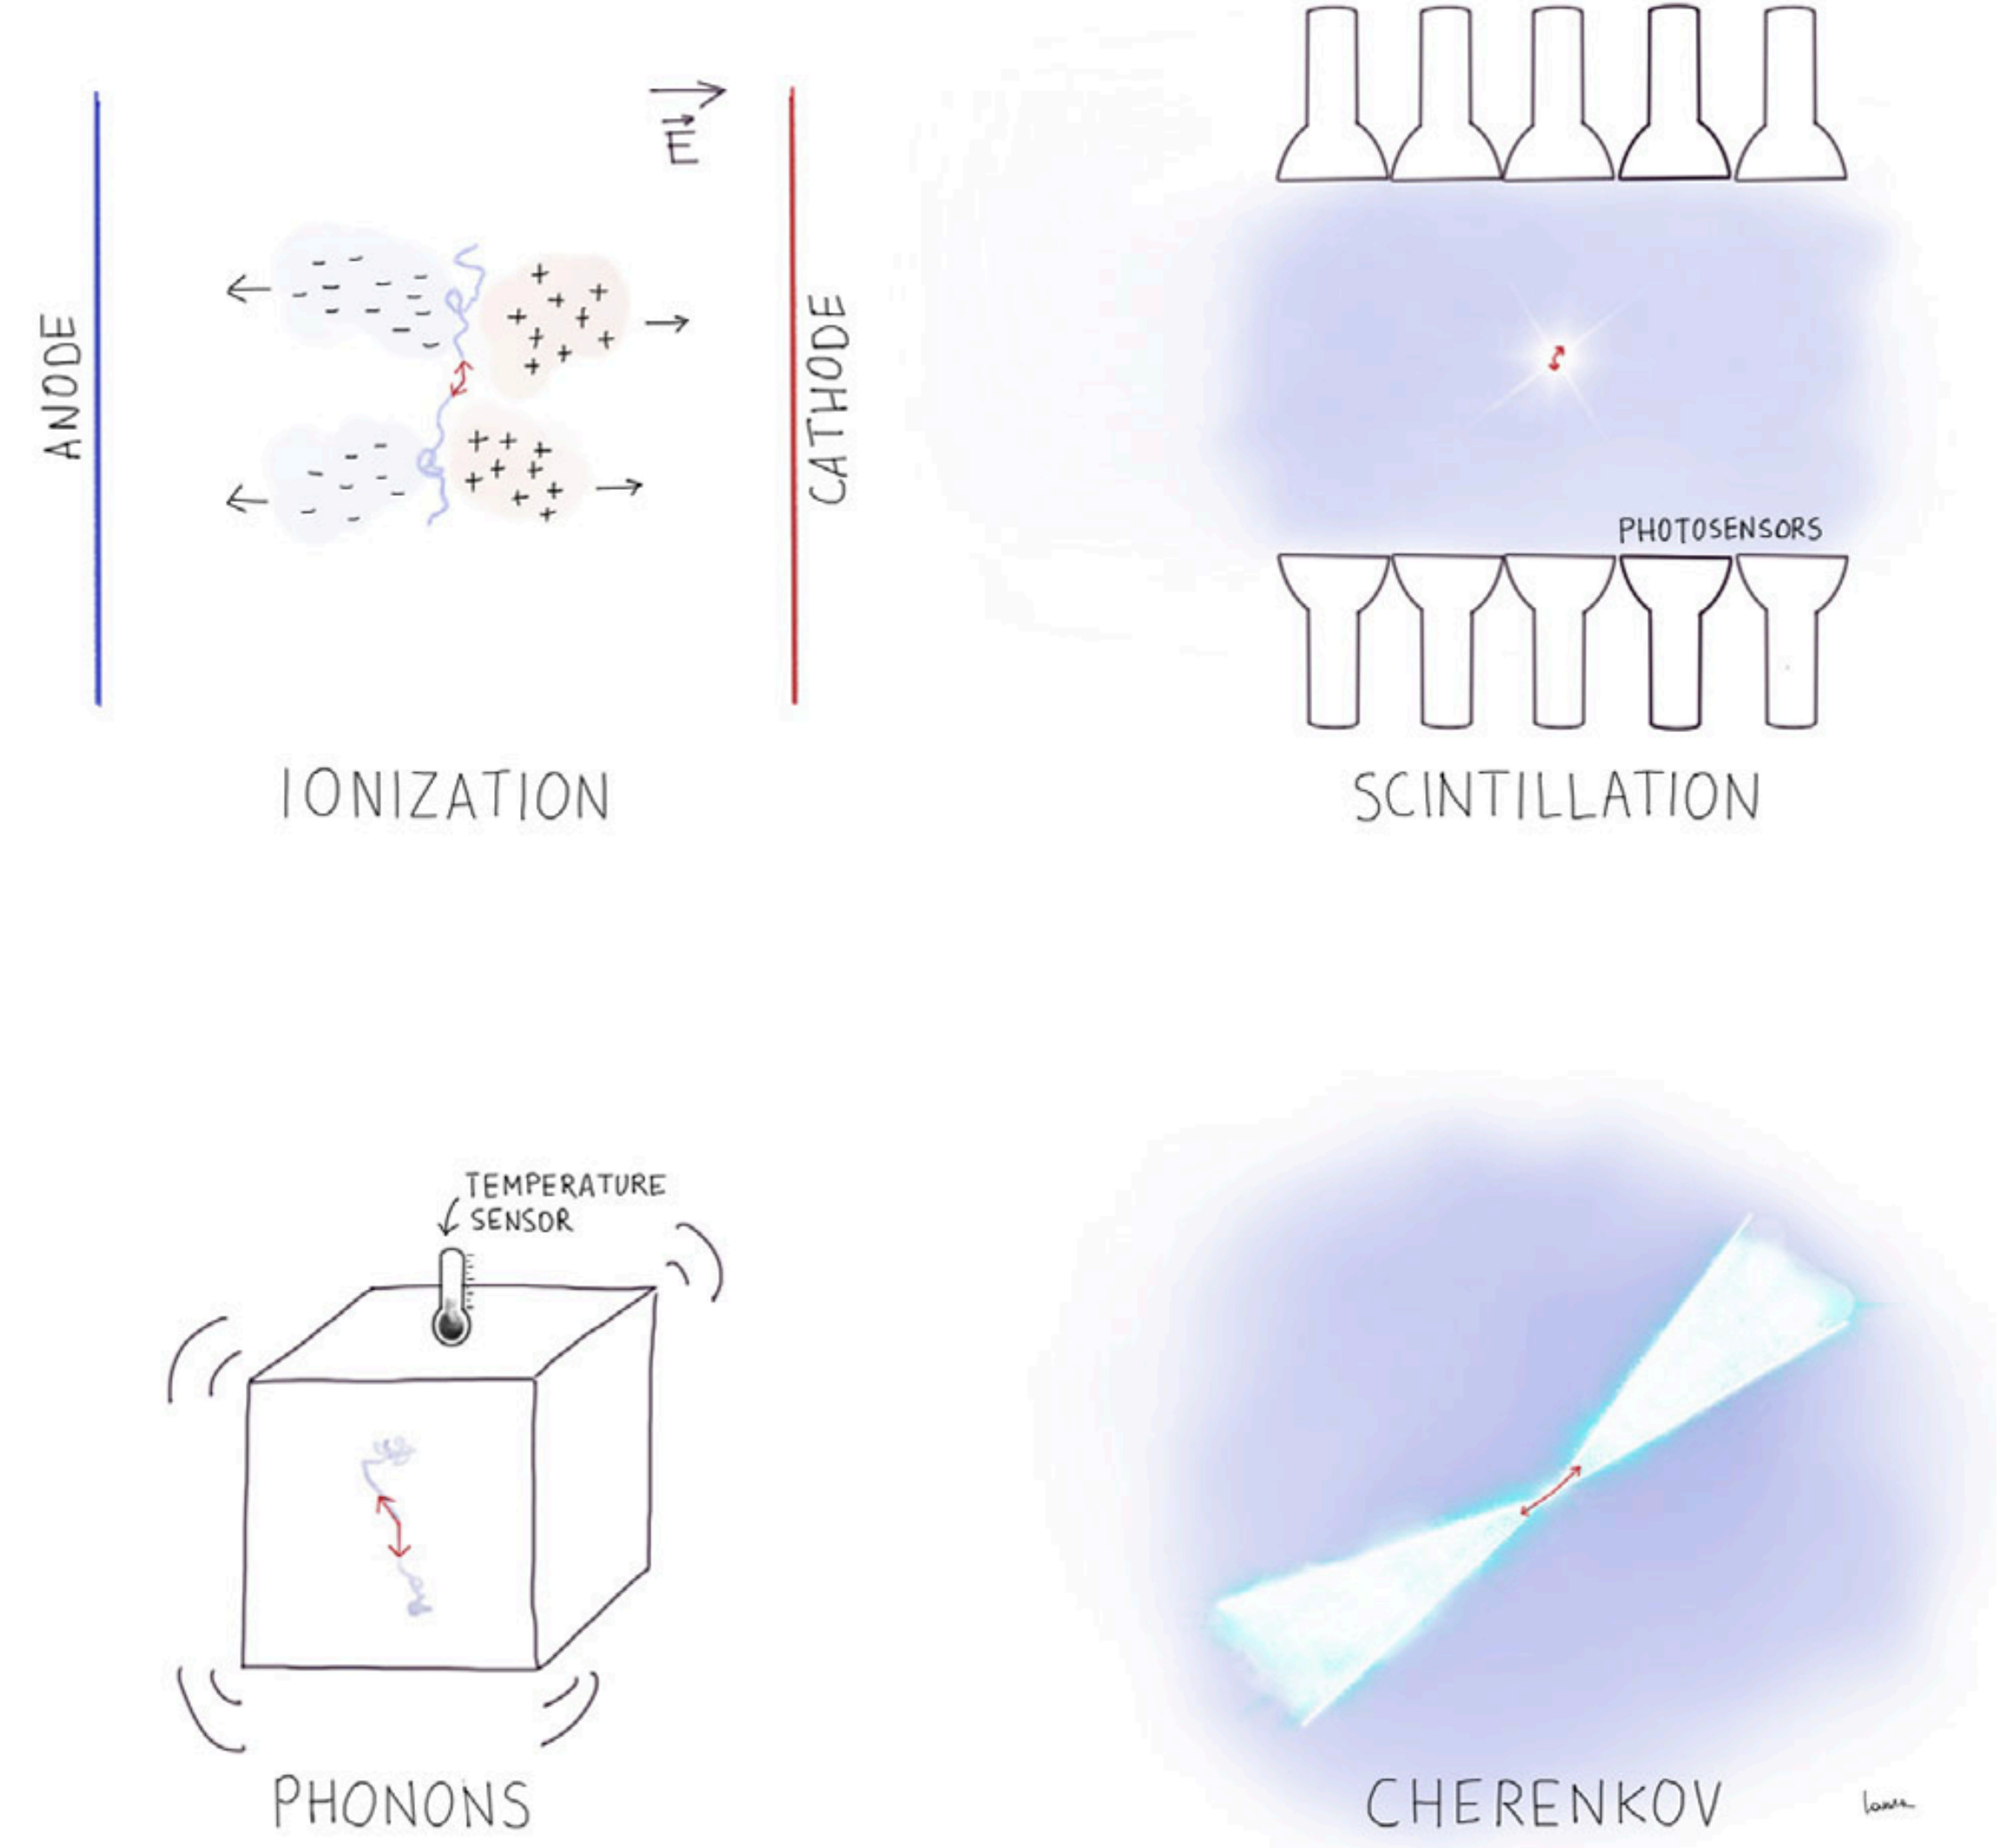 ANODE
E
CATHODE
IONIZATION
PHOTOSENSORS
SCINTILLATION
TEMPERATURE
SENSOR
PHONONS
CHERENKOV